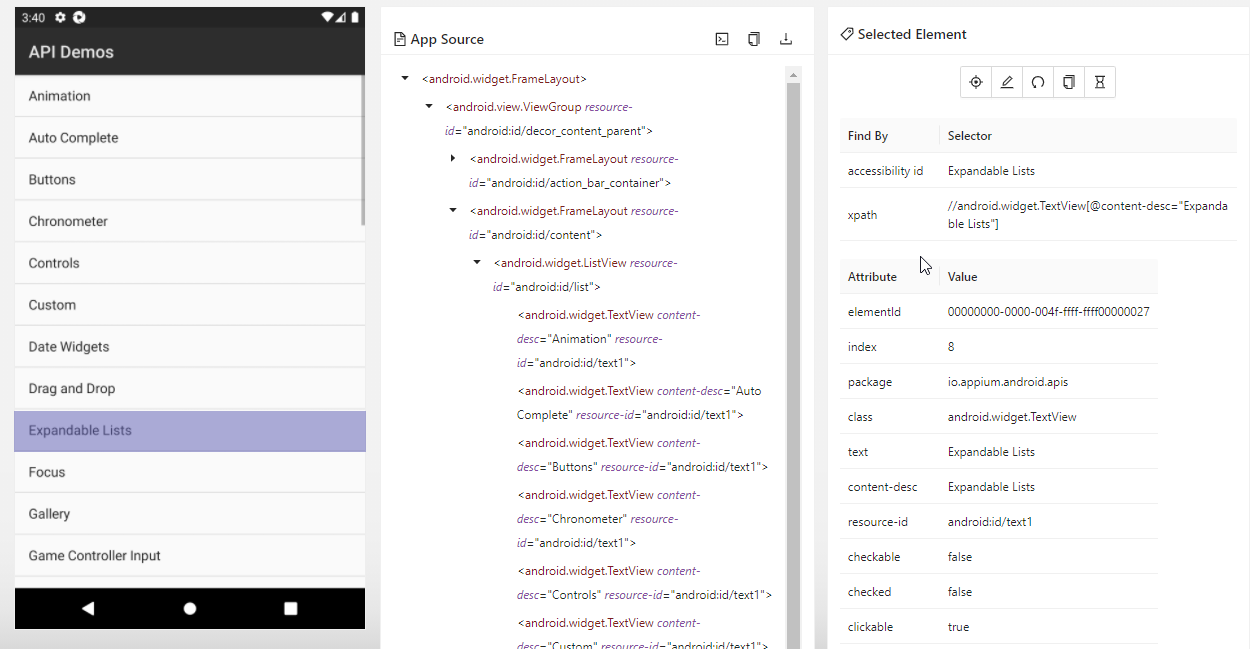 3:40
API Demos
Animation
Auto Complete
Buttons
Chronometer
Controls
Custom
Date Widgets
Drag and Drop
Expandable Lists
Focus
Gallery
Game Controller Input
App Source
<android.widget.FrameLayout>
<android.view.ViewGroup resource-
id="android:id/decor_content_parent">
<android.widget.FrameLayout resource-
id="android:id/action_bar_container">
<android.widget.FrameLayout resource-
id="android:id/content">
<android.widget.ListView resource-
id="android:id/list">
<android.widget.TextView content-
desc="Animation" resource-
id="android:id/text1">
<android.widget.TextView content-desc="Auto
Complete" resource-id="android:id/text1">
<android.widget.TextView content-
desc="Buttons" resource-id="android:id/text1">
<android.widget.TextView content-
desc="Chronometer" resource-
id="android:id/text1">
<android.widget.TextView content-
desc="Controls" resource-id="android:id/text1">
<android.widget.TextView content-
desc="Custom" resource-id="android:id/text1">
Selected Element
Find By Selector
accessibility id Expandable Lists
xpath //android.widget.TextView[@content-desc="Expanda
ble Lists"]
Attribute Value
elementId 00000000-0000-004f-ffff-ffff00000027
index 8
package io.appium.android.apis
class android.widget.TextView
text Expandable Lists
content-desc Expandable Lists
resource-id android:id/text1
checkable false
checked false
clickable true